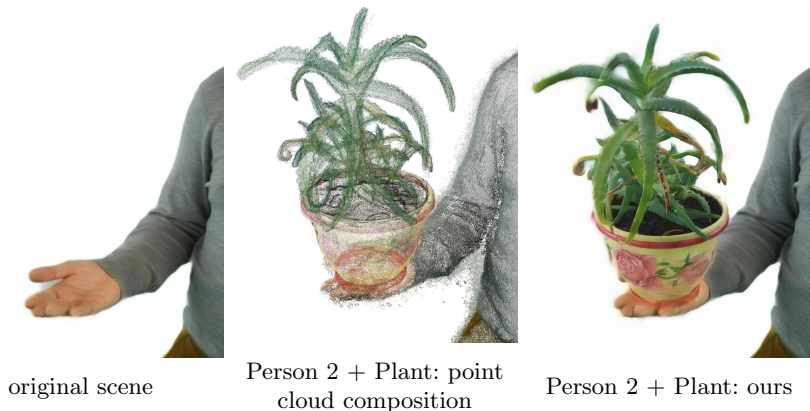 original scene
Person 2 + Plant: point
cloud composition
Person 2 + Plant: ours